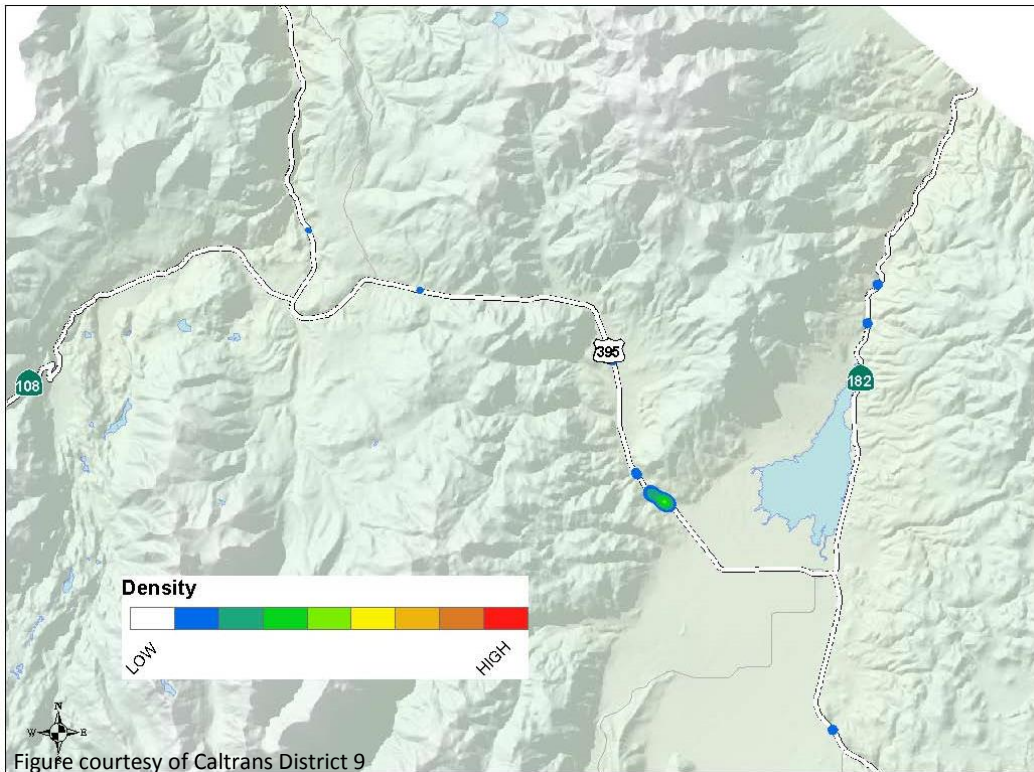 395
182
108
Density
LOW
HIGH
N
W
E
S
Figure courtesy of Caltrans District 9